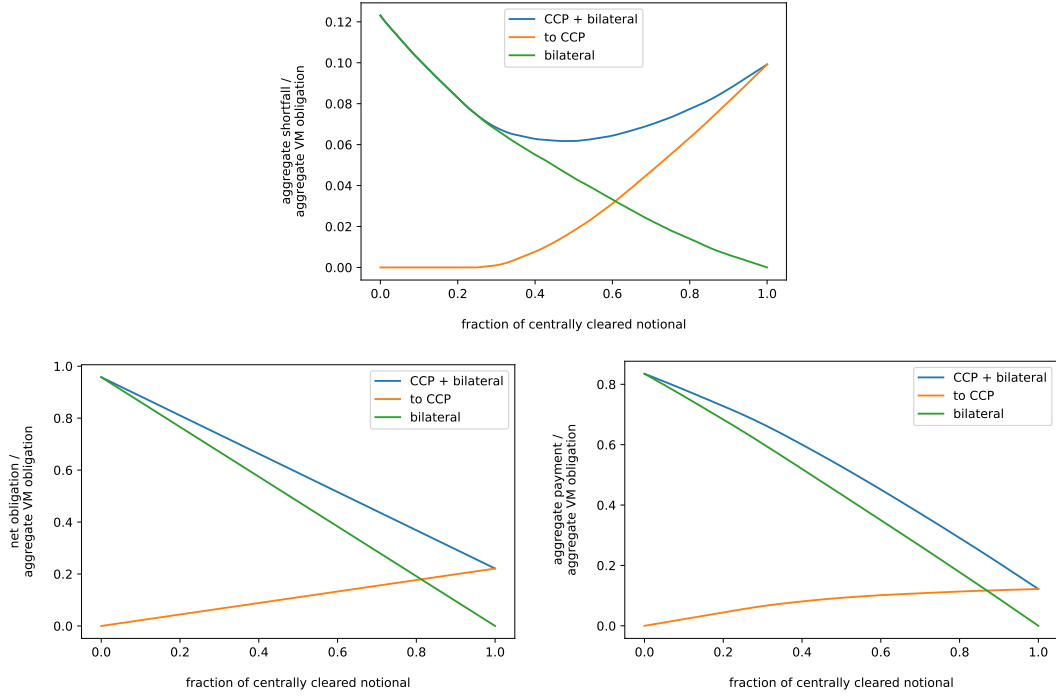 0.12
0.10
0.08
0.06
0.04
0.02
0.00
aggregate shortfall /
aggregate VM obligation
CCP + bilateral
to CCP
bilateral
0.0 0.2 0.4 0.6 0.8 1.0
fraction of centrally cleared notional
1.0
0.8
0.6
0.4
0.2
0.0
net obligation /
aggregate VM obligation
CCP + bilateral
to CCP
bilateral
0.0 0.2 0.4 0.6 0.8 1.0
fraction of centrally cleared notional
0.8
0.6
0.4
0.2
0.0
aggregate payment /
aggregate VM obligation
CCP + bilateral
to CCP
bilateral
0.0 0.2 0.4 0.6 0.8 1.0
fraction of centrally cleared notional